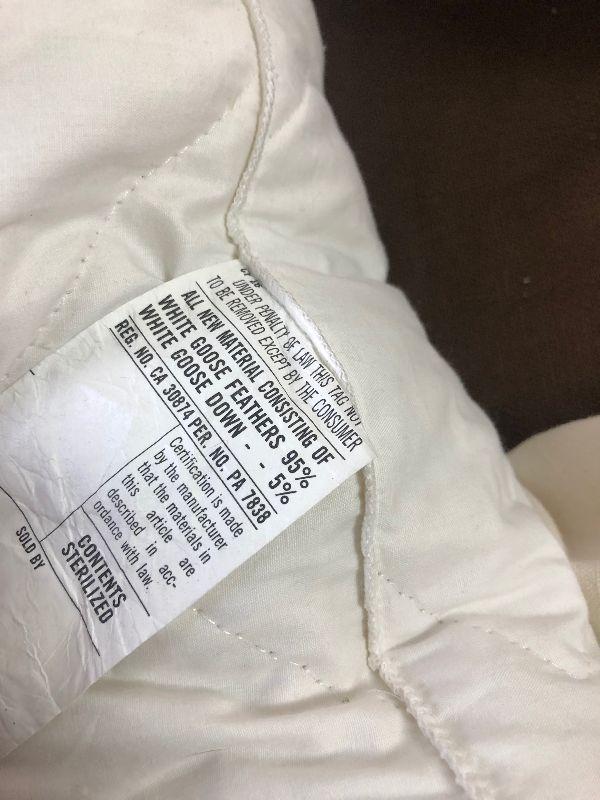 UNDER PENALTY OF LAW THIS TAG NOT
TO BE REMOVED EXCEPT BY THE CONSUMER
ALL NEW MATERIAL CONSISTING OF
WHITE GOOSE FEATHERS 95%
WHITE GOOSE DOWN - - 5%
REG. NO. CA 30874 PER. NO. PA 7838
Certification is made
by the manufacturer
that the materials in
this article are
described in acc-
ordance with law.
CONTENTS
STERILIZED
SOLD BY